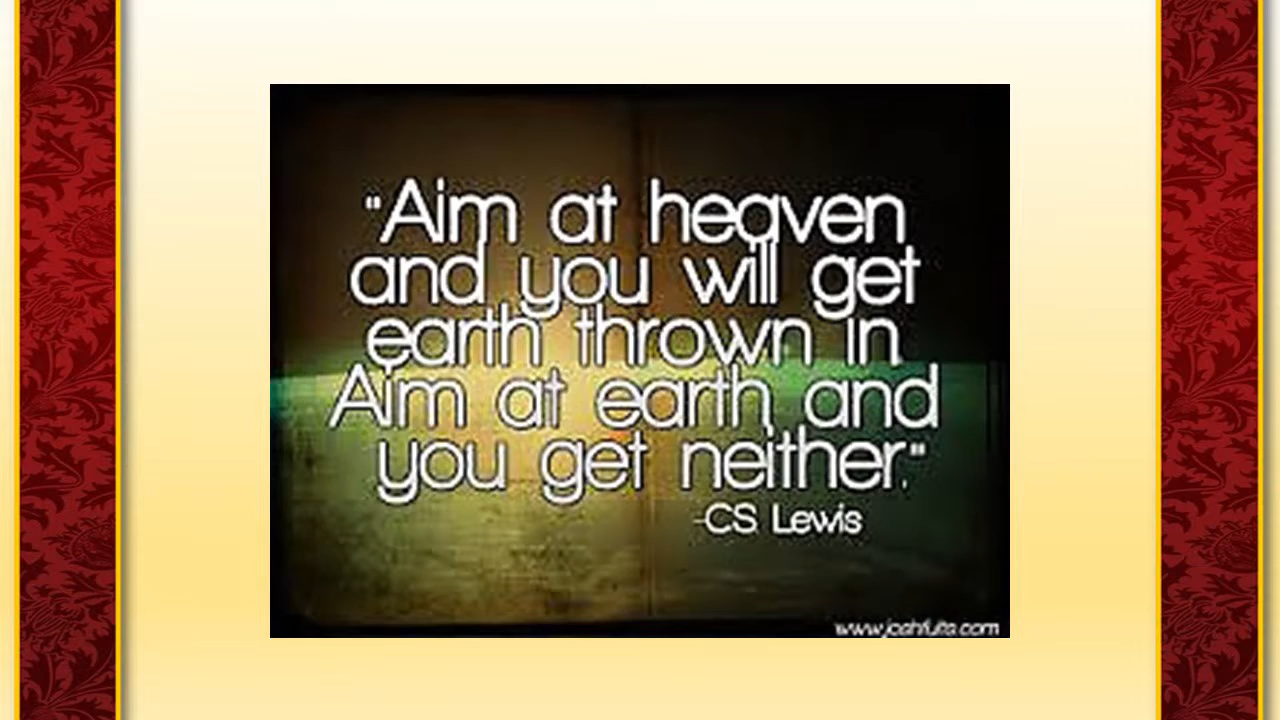 "Aim at heaven
and you will get
earth thrown in.
Aim at earth and
you get neither."
-CS Lewis
www.joshfults.com